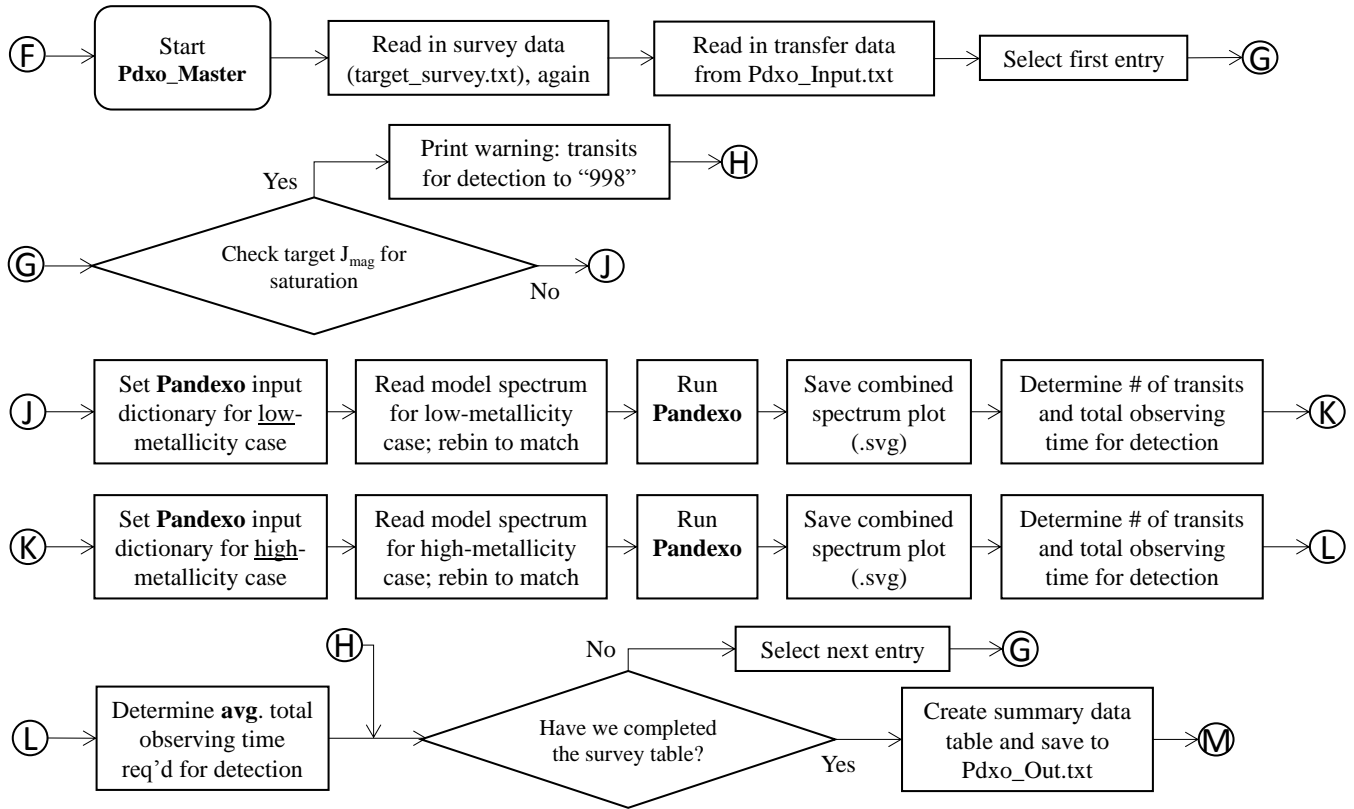 F
Start
Pdxo_Master
Read in survey data
(target_survey.txt), again
Read in transfer data
from Pdxo_Input.txt
Select first entry
G
Print warning: transits
for detection to “998”
H
Yes
G
Check target Jmag for
saturation
J
No
J
Set Pandexo input
dictionary for low-
metallicity case
Read model spectrum
for low-metallicity
case; rebin to match
Run
Pandexo
Save combined
spectrum plot
(.svg)
Determine # of transits
and total observing
time for detection
K
K
Set Pandexo input
dictionary for high-
metallicity case
Read model spectrum
for high-metallicity
case; rebin to match
Run
Pandexo
Save combined
spectrum plot
(.svg)
Determine # of transits
and total observing
time for detection
L
H
No
Select next entry
G
L
Determine avg. total
observing time
req’d for detection
Have we completed
the survey table?
Yes
Create summary data
table and save to
Pdxo_Out.txt
M